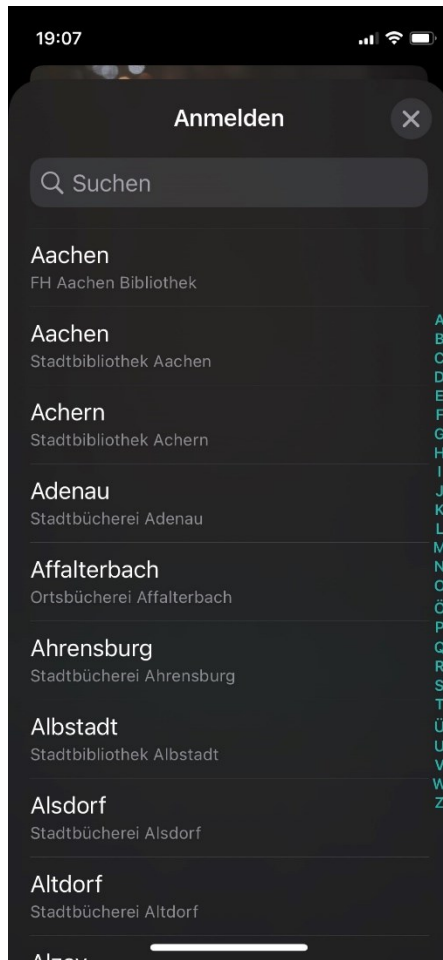 19:07
Anmelden
Suchen
Aachen
FH Aachen Bibliothek
Aachen
Stadtbibliothek Aachen
Achern
Stadtbibliothek Achern
Adenau
Stadtbücherei Adenau
Affalterbach
Ortsbücherei Affalterbach
Ahrensburg
Stadtbücherei Ahrensburg
Albstadt
Stadtbibliothek Albstadt
Alsdorf
Stadtbücherei Alsdorf
Altdorf
Stadtbücherei Altdorf
A
B
C
D
E
F
G
H
I
J
K
L
M
N
O
Ö
P
Q
R
S
T
Ü
U
V
W
Z